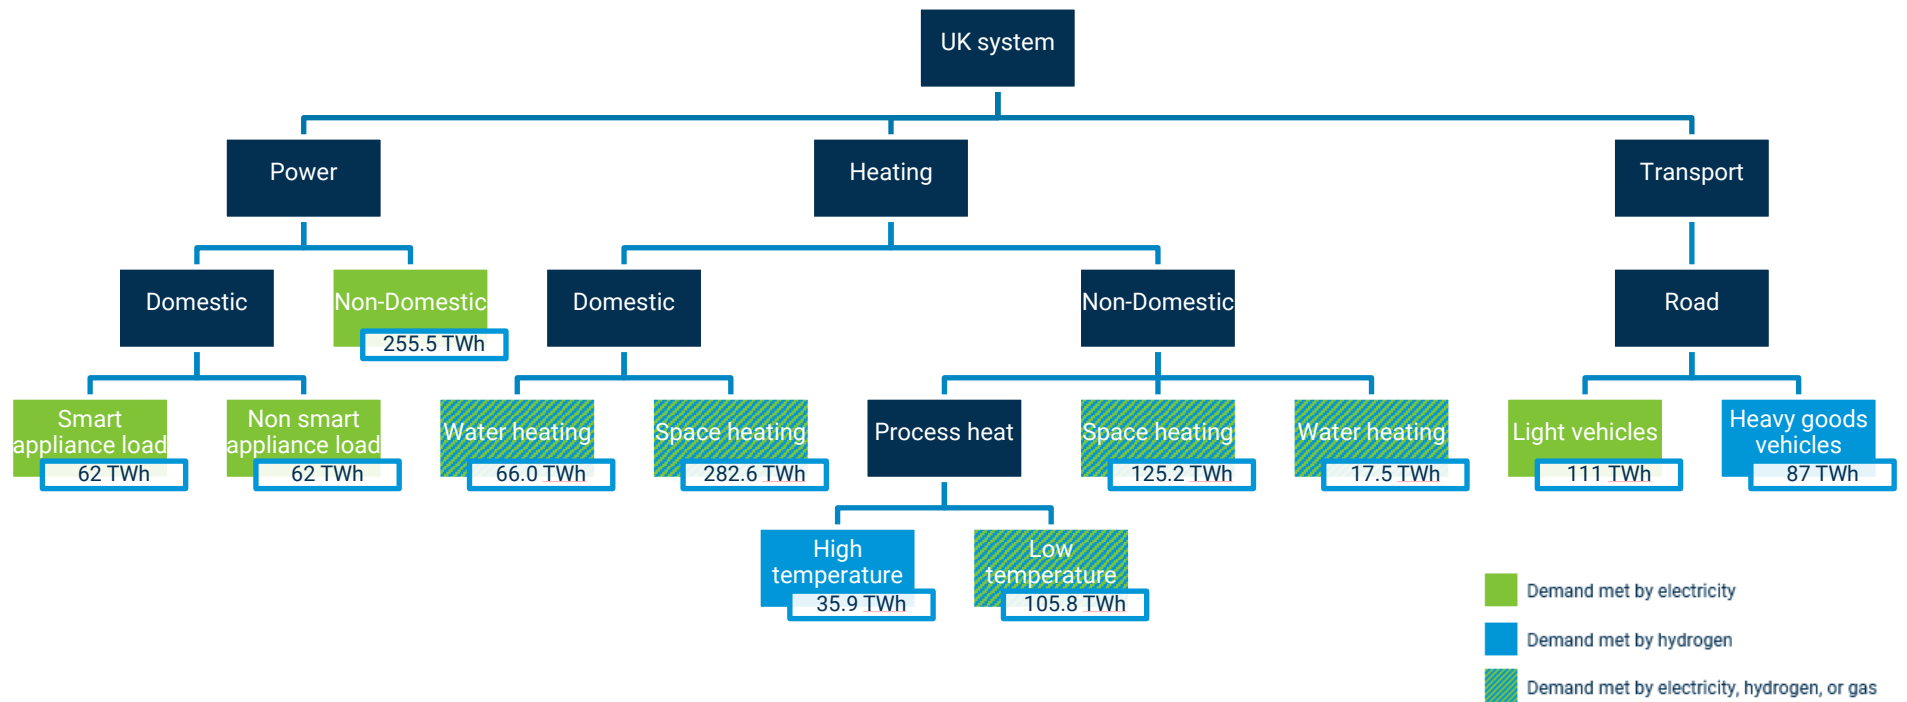 UK system
Power
Heating
Transport
Domestic
Non-Domestic
255.5 TWh
Domestic
Non-Domestic
Road
Smart
appliance load
62 TWh
Non smart
appliance load
62 TWh
Water heating
66.0 TWh
Space heating
282.6 TWh
Process heat
Space heating
125.2 TWh
Water heating
17.5 TWh
Light vehicles
111 TWh
Heavy goods
vehicles
87 TWh
High
temperature
35.9 TWh
Low
temperature
105.8 TWh
Demand met by electricity
Demand met by hydrogen
Demand met by electricity, hydrogen, or gas